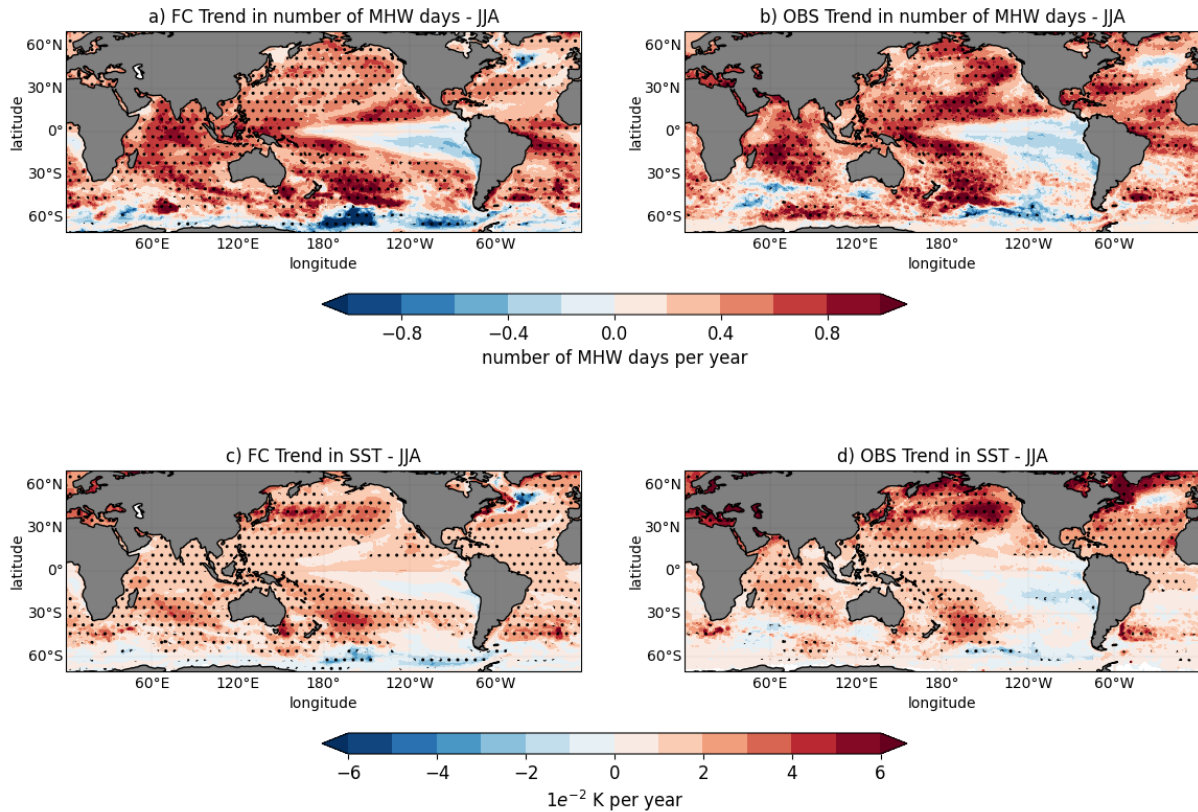 a) FC Trend in number of MHW days - JJA
b) OBS Trend in number of MHW days - JJA
latitude
60°N
30°N
0°
30°S
60°S
60°E 120°E 180° 120°W 60°W
longitude
latitude
60°N
30°N
0°
30°S
60°S
60°E 120°E 180° 120°W 60°W
longitude
−0.8 −0.4 0.0 0.4 0.8
number of MHW days per year
c) FC Trend in SST - JJA
d) OBS Trend in SST - JJA
latitude
60°N
30°N
0°
30°S
60°S
60°E 120°E 180° 120°W 60°W
longitude
latitude
60°N
30°N
0°
30°S
60°S
60°E 120°E 180° 120°W 60°W
longitude
−6 −4 −2 0 2 4 6
1e⁻² K per year